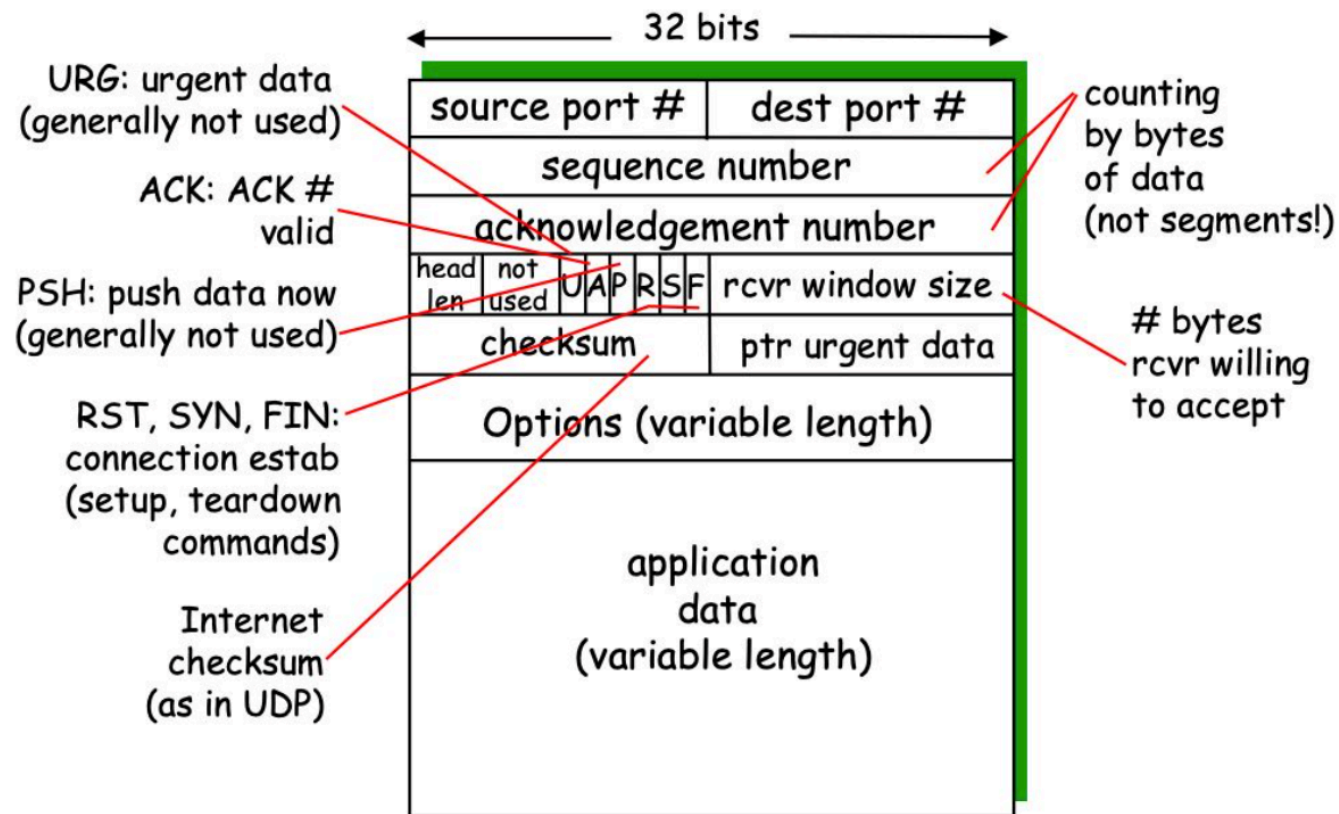 32 bits
URG: urgent data
(generally not used)
ACK: ACK #
valid
PSH: push data now
(generally not used)
RST, SYN, FIN:
connection estab
(setup, teardown
commands)
Internet
checksum
(as in UDP)
source port # dest port #
sequence number
acknowledgement number
head
len
not
used
U A P R S F
rcvr window size
checksum ptr urgent data
Options (variable length)
application
data
(variable length)
counting
by bytes
of data
(not segments!)
# bytes
rcvr willing
to accept